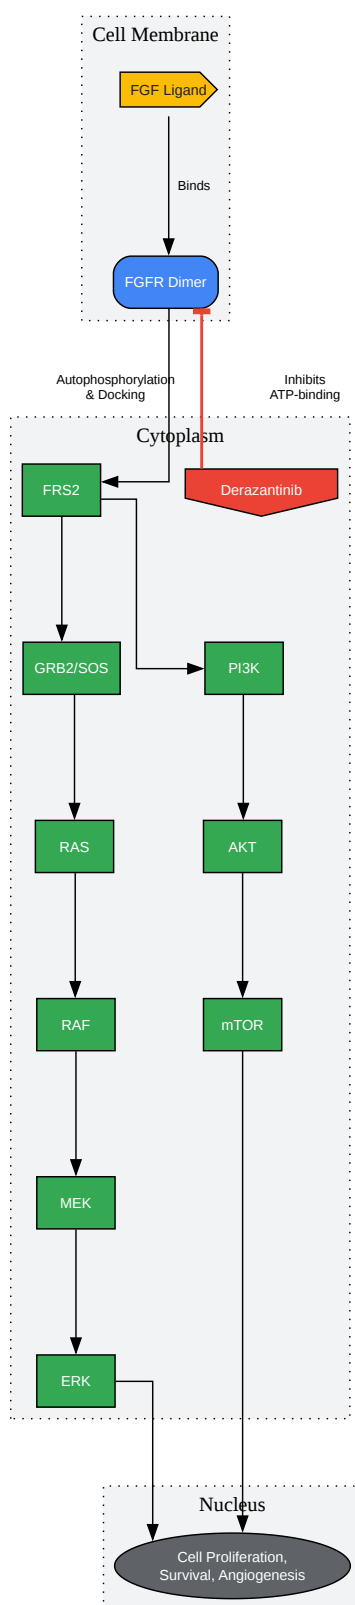 Cell Membrane
FGF Ligand
Binds
FGFR Dimer
Autophosphorylation
& Docking
Inhibits
ATP-binding
Cytoplasm
FRS2
Derazantinib
GRB2/SOS
PI3K
RAS
AKT
RAF
mTOR
MEK
ERK
Nucleus
Cell Proliferation,
Survival, Angiogenesis